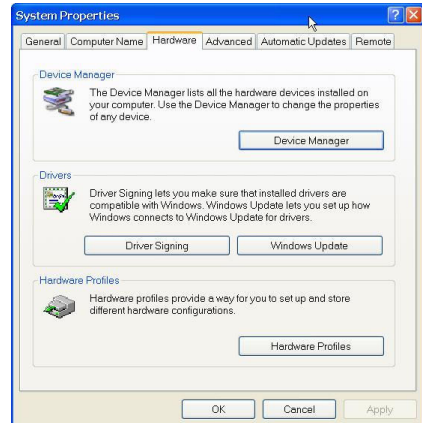 System Properties
General Computer Name Hardware Advanced Automatic Updates Remote
Device Manager
The Device Manager lists all the hardware devices installed on
your computer. Use the Device Manager to change the properties
of any device.
Device Manager
Drivers
Driver Signing lets you make sure that installed drivers are
compatible with Windows. Windows Update lets you set up how
Windows connects to Windows Update for drivers.
Driver Signing Windows Update
Hardware Profiles
Hardware profiles provide a way for you to set up and store
different hardware configurations.
Hardware Profiles
OK Cancel Apply